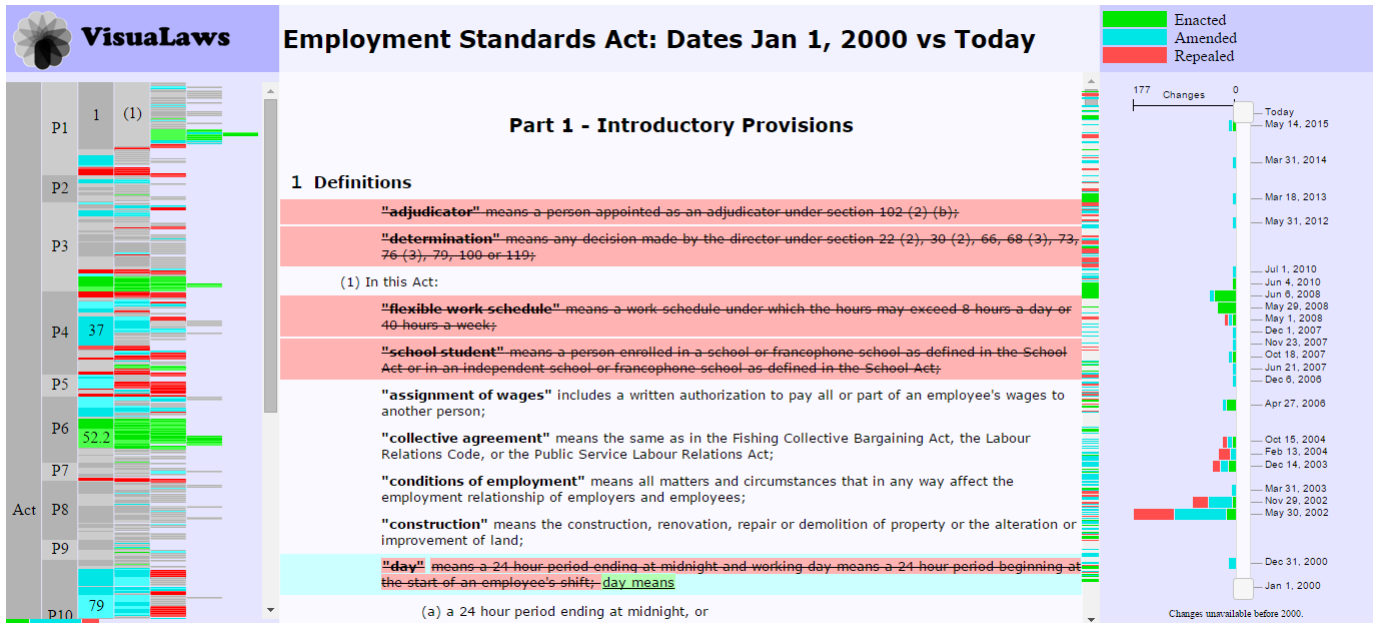 VisuaLaws
Employment Standards Act: Dates Jan 1, 2000 vs Today
Enacted
Amended
Repealed
Act
P1
P2
P3
P4
P5
P6
P7
P8
P9
P10
1
(1)
37
52.2
79
Part 1 - Introductory Provisions
1 Definitions
"adjudicator" means a person appointed as an adjudicator under section 102 (2) (b);
"determination" means any decision made by the director under section 22 (2), 30 (2), 66, 68 (3), 73,
76 (3), 79, 100 or 119;
(1) In this Act:
"flexible work schedule" means a work schedule under which the hours may exceed 8 hours a day or
40 hours a week;
"school student" means a person enrolled in a school or francophone school as defined in the School
Act or in an independent school or francophone school as defined in the School Act;
"assignment of wages" includes a written authorization to pay all or part of an employee's wages to
another person;
"collective agreement" means the same as in the Fishing Collective Bargaining Act, the Labour
Relations Code, or the Public Service Labour Relations Act;
"conditions of employment" means all matters and circumstances that in any way affect the
employment relationship of employers and employees;
"construction" means the construction, renovation, repair or demolition of property or the alteration or
improvement of land;
"day" means a 24 hour period ending at midnight and working day means a 24 hour period beginning at
the start of an employee's shift; day means
(a) a 24 hour period ending at midnight, or
177 Changes 0
Today
May 14, 2015
Mar 31, 2014
Mar 18, 2013
May 31, 2012
Jul 1, 2010
Jun 4, 2010
Jun 6, 2008
May 29, 2008
May 1, 2008
Dec 1, 2007
Nov 23, 2007
Oct 18, 2007
Jun 21, 2007
Dec 6, 2006
Apr 27, 2006
Oct 15, 2004
Feb 13, 2004
Dec 14, 2003
Mar 31, 2003
Nov 29, 2002
May 30, 2002
Dec 31, 2000
Jan 1, 2000
Changes unavailable before 2000.